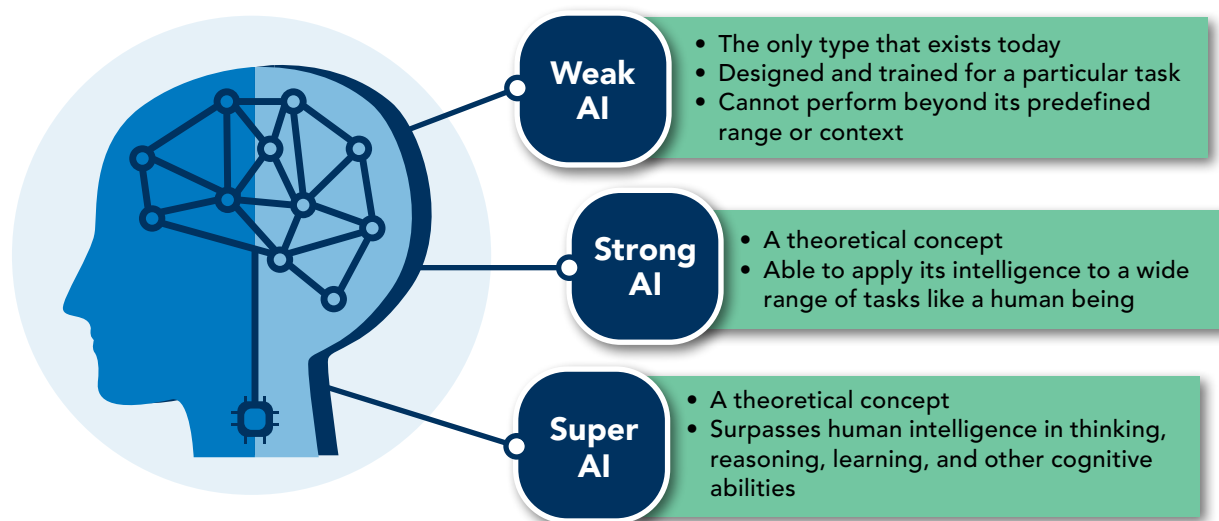 Weak
AI
• The only type that exists today
• Designed and trained for a particular task
• Cannot perform beyond its predefined
range or context
Strong
AI
• A theoretical concept
• Able to apply its intelligence to a wide
range of tasks like a human being
Super
AI
• A theoretical concept
• Surpasses human intelligence in thinking,
reasoning, learning, and other cognitive
abilities